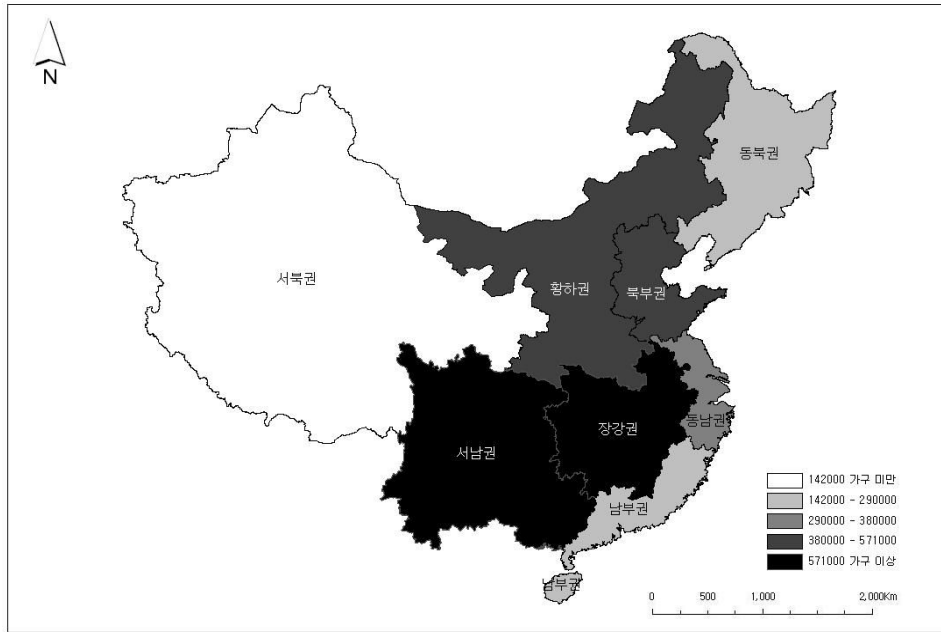 N
동북권
서북권
황하권
북부권
동남권
장강권
서남권
남부권
남부권
142000 가구 미만
142000 - 290000
290000 - 380000
380000 - 571000
571000 가구 이상
0 500 1,000 2,000Km